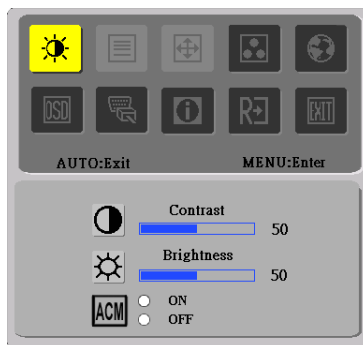 OSD i R EXIT
AUTO:Exit MENU:Enter
Contrast
50
Brightness
50
ACM ON
OFF